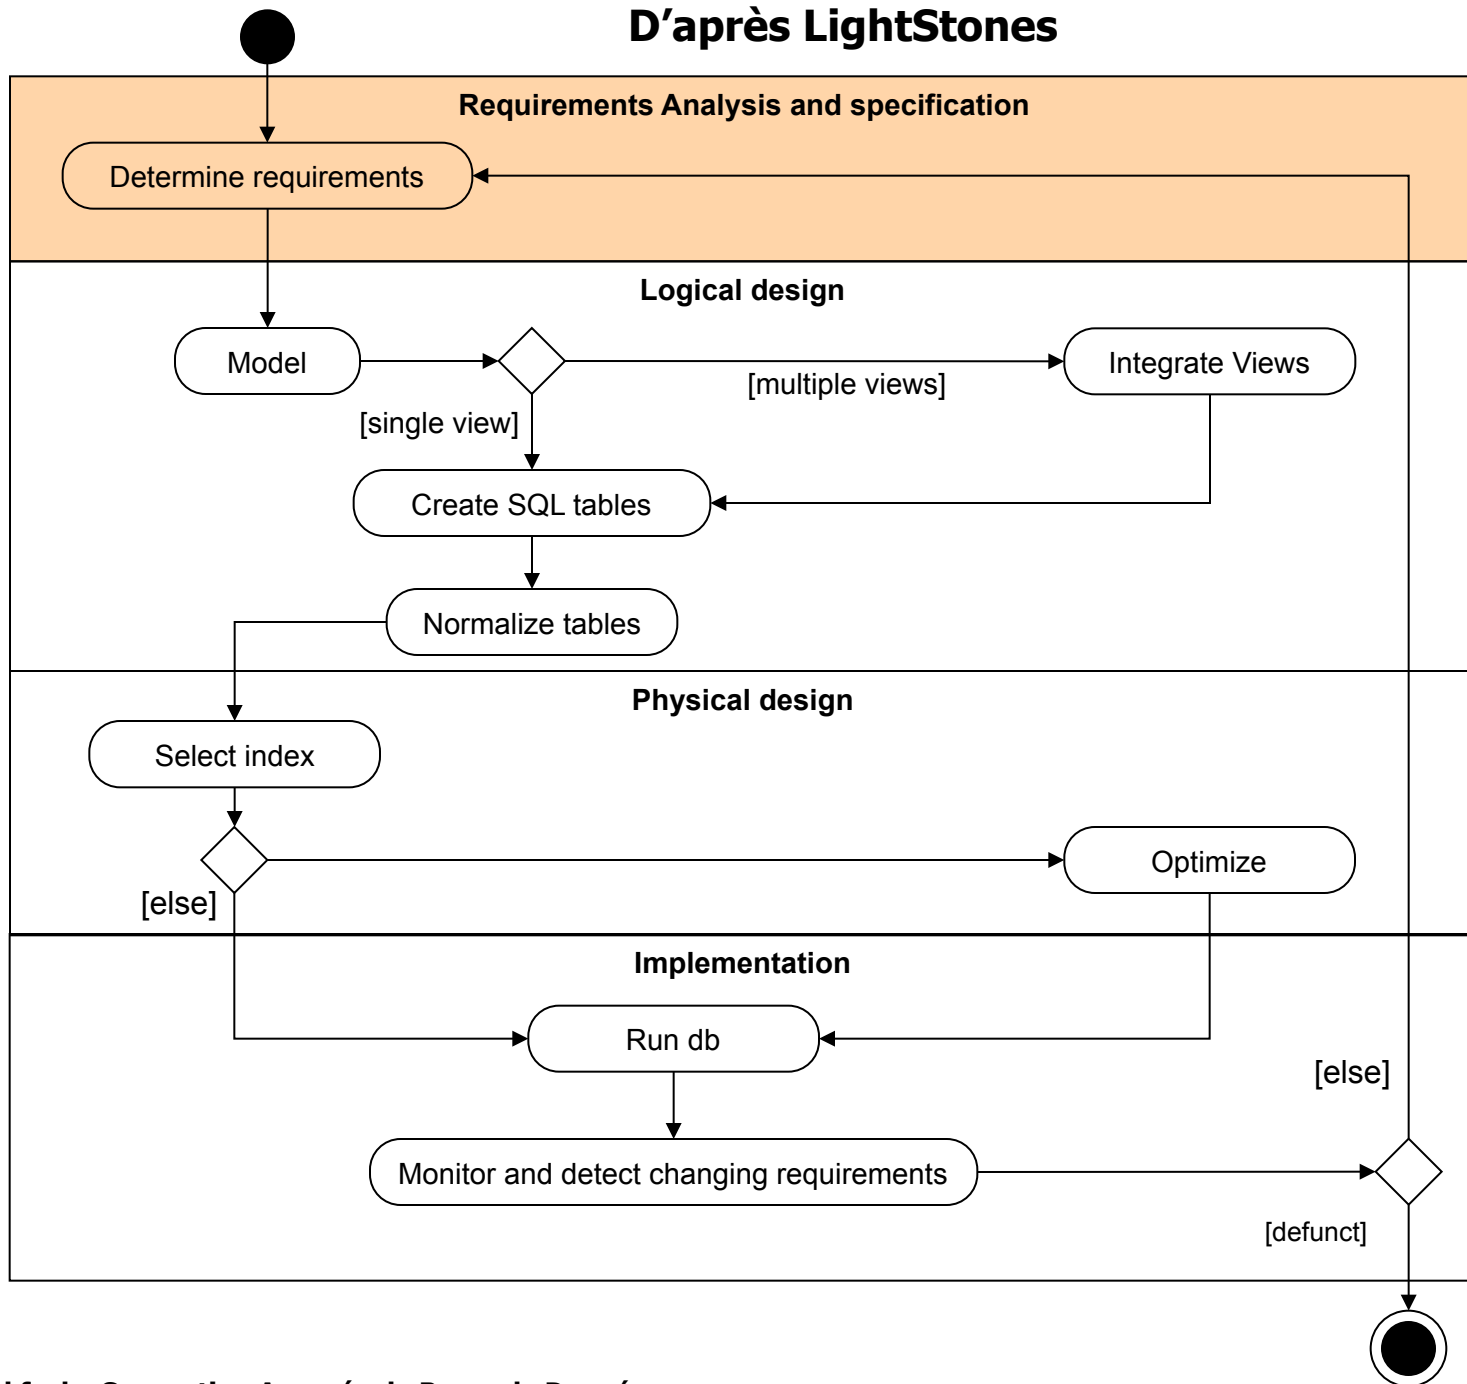 D'après LightStones
Requirements Analysis and specification
Determine requirements
Logical design
Model
Integrate Views
[multiple views]
[single view]
Create SQL tables
Normalize tables
Physical design
Select index
Optimize
[else]
Implementation
Run db
[else]
Monitor and detect changing requirements
[defunct]